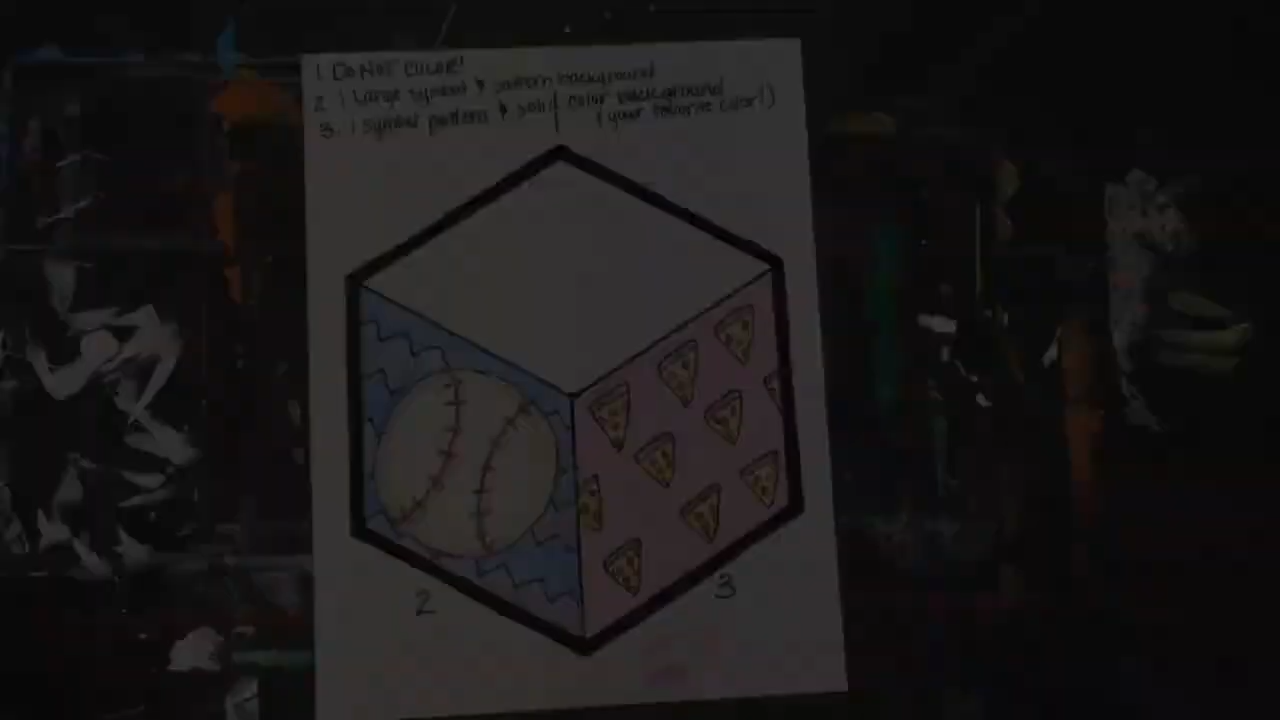 1. DO NOT COLOR!
2. 1 Large symbol & pattern background
3. 1 symbol pattern & solid color background
(your favorite color!)
2
3